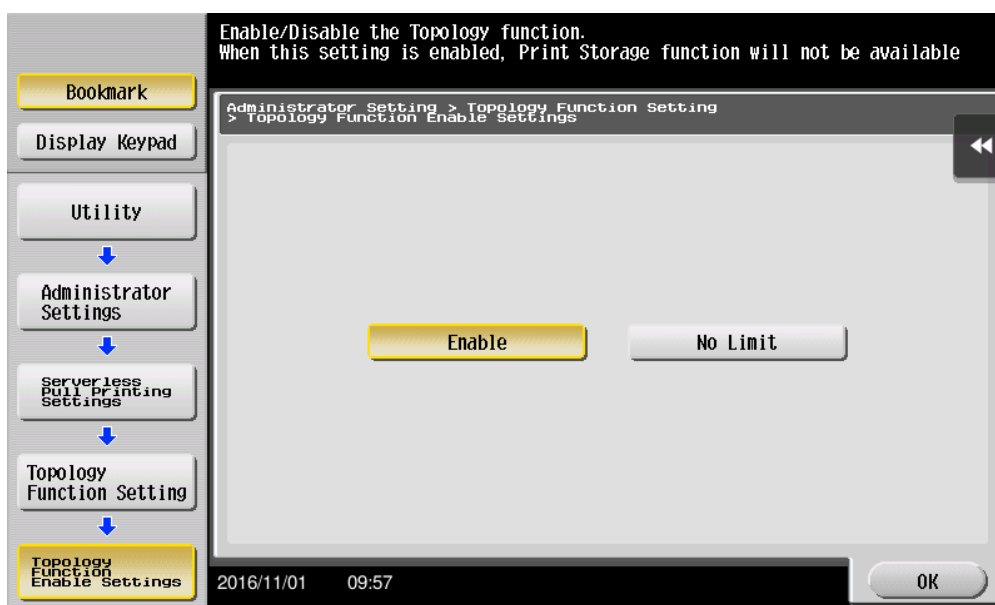 Enable/Disable the Topology function.
When this setting is enabled, Print Storage function will not be available
Bookmark
Display Keypad
Administrator Setting > Topology Function Setting
> Topology Function Enable Settings
Utility
Administrator
Settings
Serverless
Pull Printing
Settings
Topology
Function Setting
Topology
Function
Enable Settings
Enable
No Limit
2016/11/01 09:57
OK